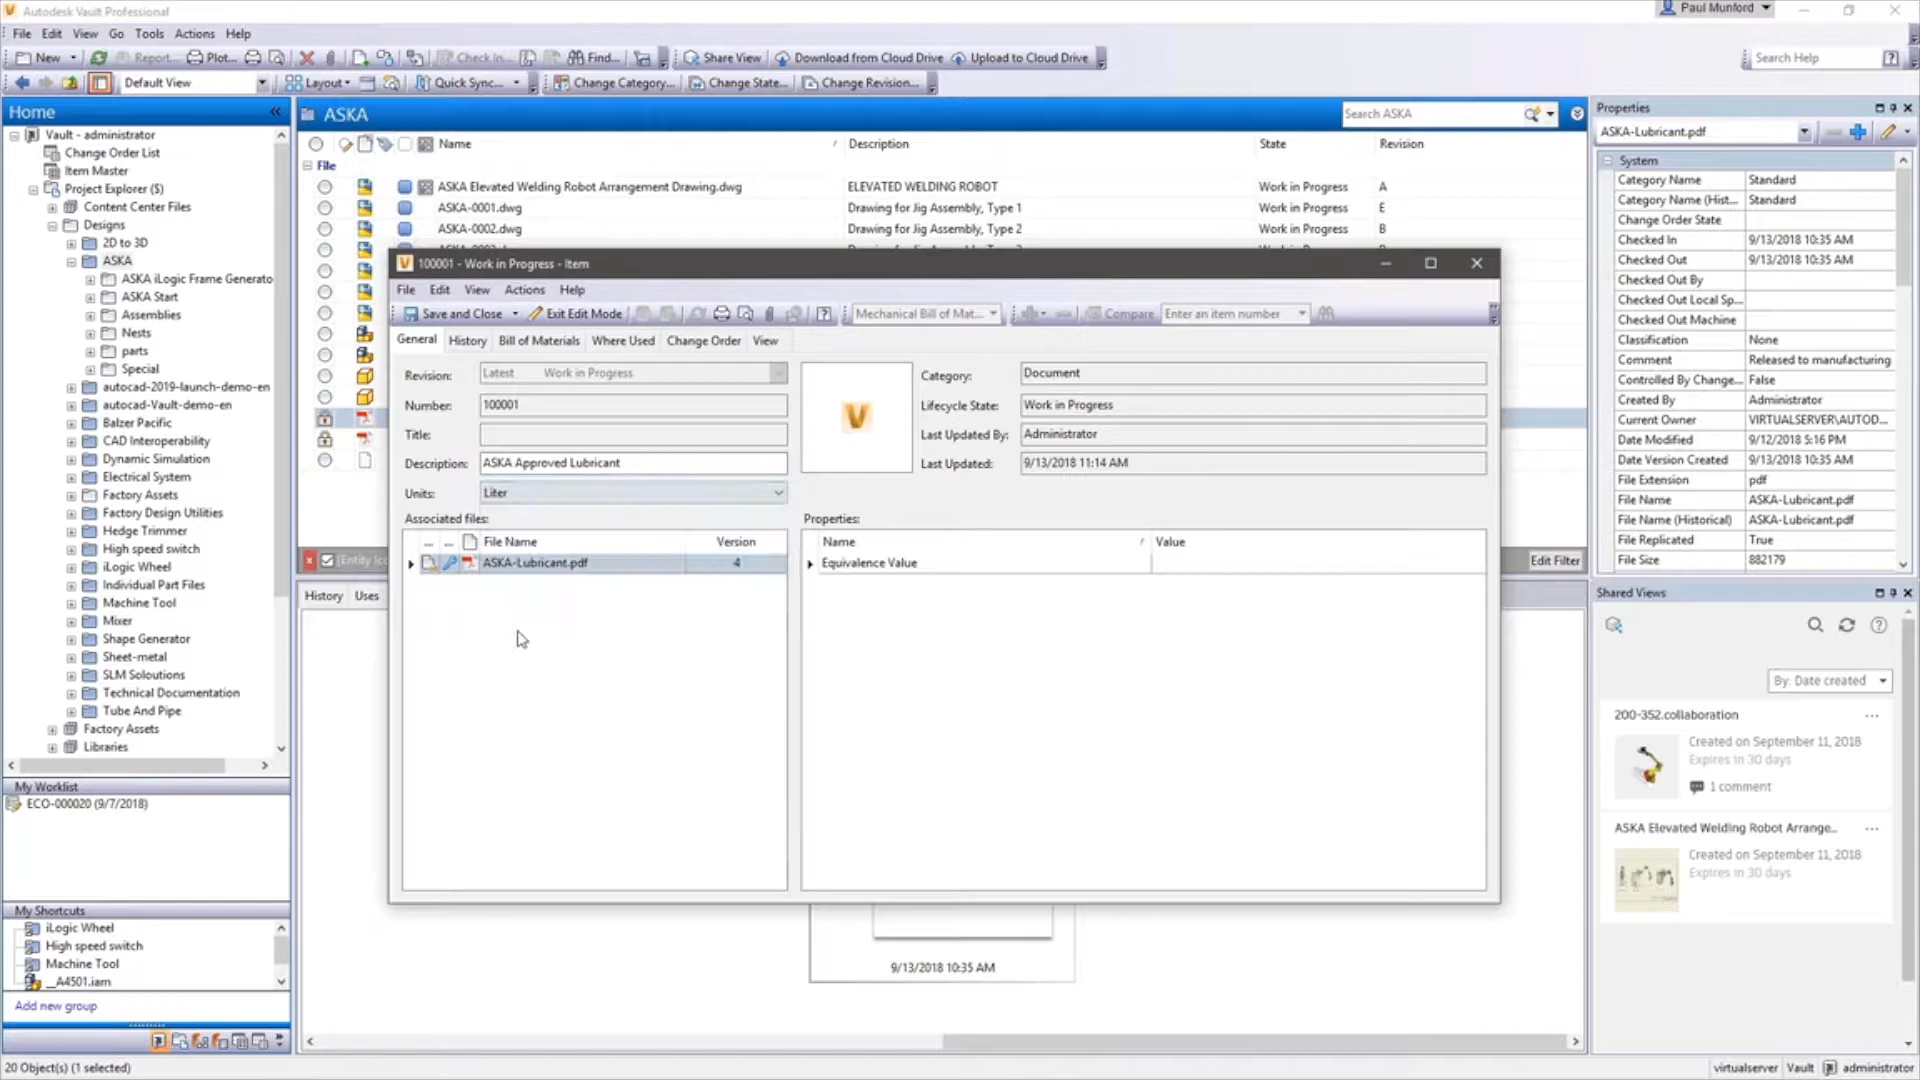 Autodesk Vault Professional
Paul Munford
File Edit View Go Tools Actions Help
New Report... Plot... Check In... Find... Share View Download from Cloud Drive Upload to Cloud Drive Search Help
Default View Layout Quick Sync... Change Category... Change State... Change Revision...
Home
Vault - administrator
Change Order List
Item Master
Project Explorer ($)
Content Center Files
Designs
2D to 3D
ASKA
ASKA iLogic Frame Generato
ASKA Start
Assemblies
Nests
parts
Special
autocad-2019-launch-demo-en
autocad-Vault-demo-en
Balzer Pacific
CAD Interoperability
Dynamic Simulation
Electrical System
Factory Assets
Factory Design Utilities
Hedge Trimmer
High speed switch
iLogic Wheel
Individual Part Files
Machine Tool
Mixer
Shape Generator
Sheet-metal
SLM Soloutions
Technical Documentation
Tube And Pipe
Factory Assets
Libraries
My Worklist
ECO-000020 (9/7/2018)
My Shortcuts
iLogic Wheel
High speed switch
Machine Tool
__A4501.iam
Add new group
20 Object(s) (1 selected)
ASKA
Search ASKA
Name Description State Revision
File
ASKA Elevated Welding Robot Arrangement Drawing.dwg ELEVATED WELDING ROBOT Work in Progress A
ASKA-0001.dwg Drawing for Jig Assembly, Type 1 Work in Progress E
ASKA-0002.dwg Drawing for Jig Assembly, Type 2 Work in Progress B
100001 - Work in Progress - Item
File Edit View Actions Help
Save and Close Exit Edit Mode Mechanical Bill of Mat... Compare Enter an item number
General History Bill of Materials Where Used Change Order View
Revision: Latest Work in Progress
Number: 100001
Title:
Description: ASKA Approved Lubricant
Units: Liter
Category: Document
Lifecycle State: Work in Progress
Last Updated By: Administrator
Last Updated: 9/13/2018 11:14 AM
Associated files:
... ... File Name Version
ASKA-Lubricant.pdf 4
Properties:
Name Value
Equivalence Value
[Entity Ico
Edit Filter
History Uses
9/13/2018 10:35 AM
Properties
ASKA-Lubricant.pdf
System
Category Name Standard
Category Name (Hist... Standard
Change Order State
Checked In 9/13/2018 10:35 AM
Checked Out 9/13/2018 10:35 AM
Checked Out By
Checked Out Local Sp...
Checked Out Machine
Classification None
Comment Released to manufacturing
Controlled By Change... False
Created By Administrator
Current Owner VIRTUALSERVER\AUTOD...
Date Modified 9/12/2018 5:16 PM
Date Version Created 9/13/2018 10:35 AM
File Extension pdf
File Name ASKA-Lubricant.pdf
File Name (Historical) ASKA-Lubricant.pdf
File Replicated True
File Size 882179
Shared Views
By: Date created
200-352.collaboration ...
Created on September 11, 2018
Expires in 30 days
1 comment
ASKA Elevated Welding Robot Arrange... ...
Created on September 11, 2018
Expires in 30 days
virtualserver Vault administrator